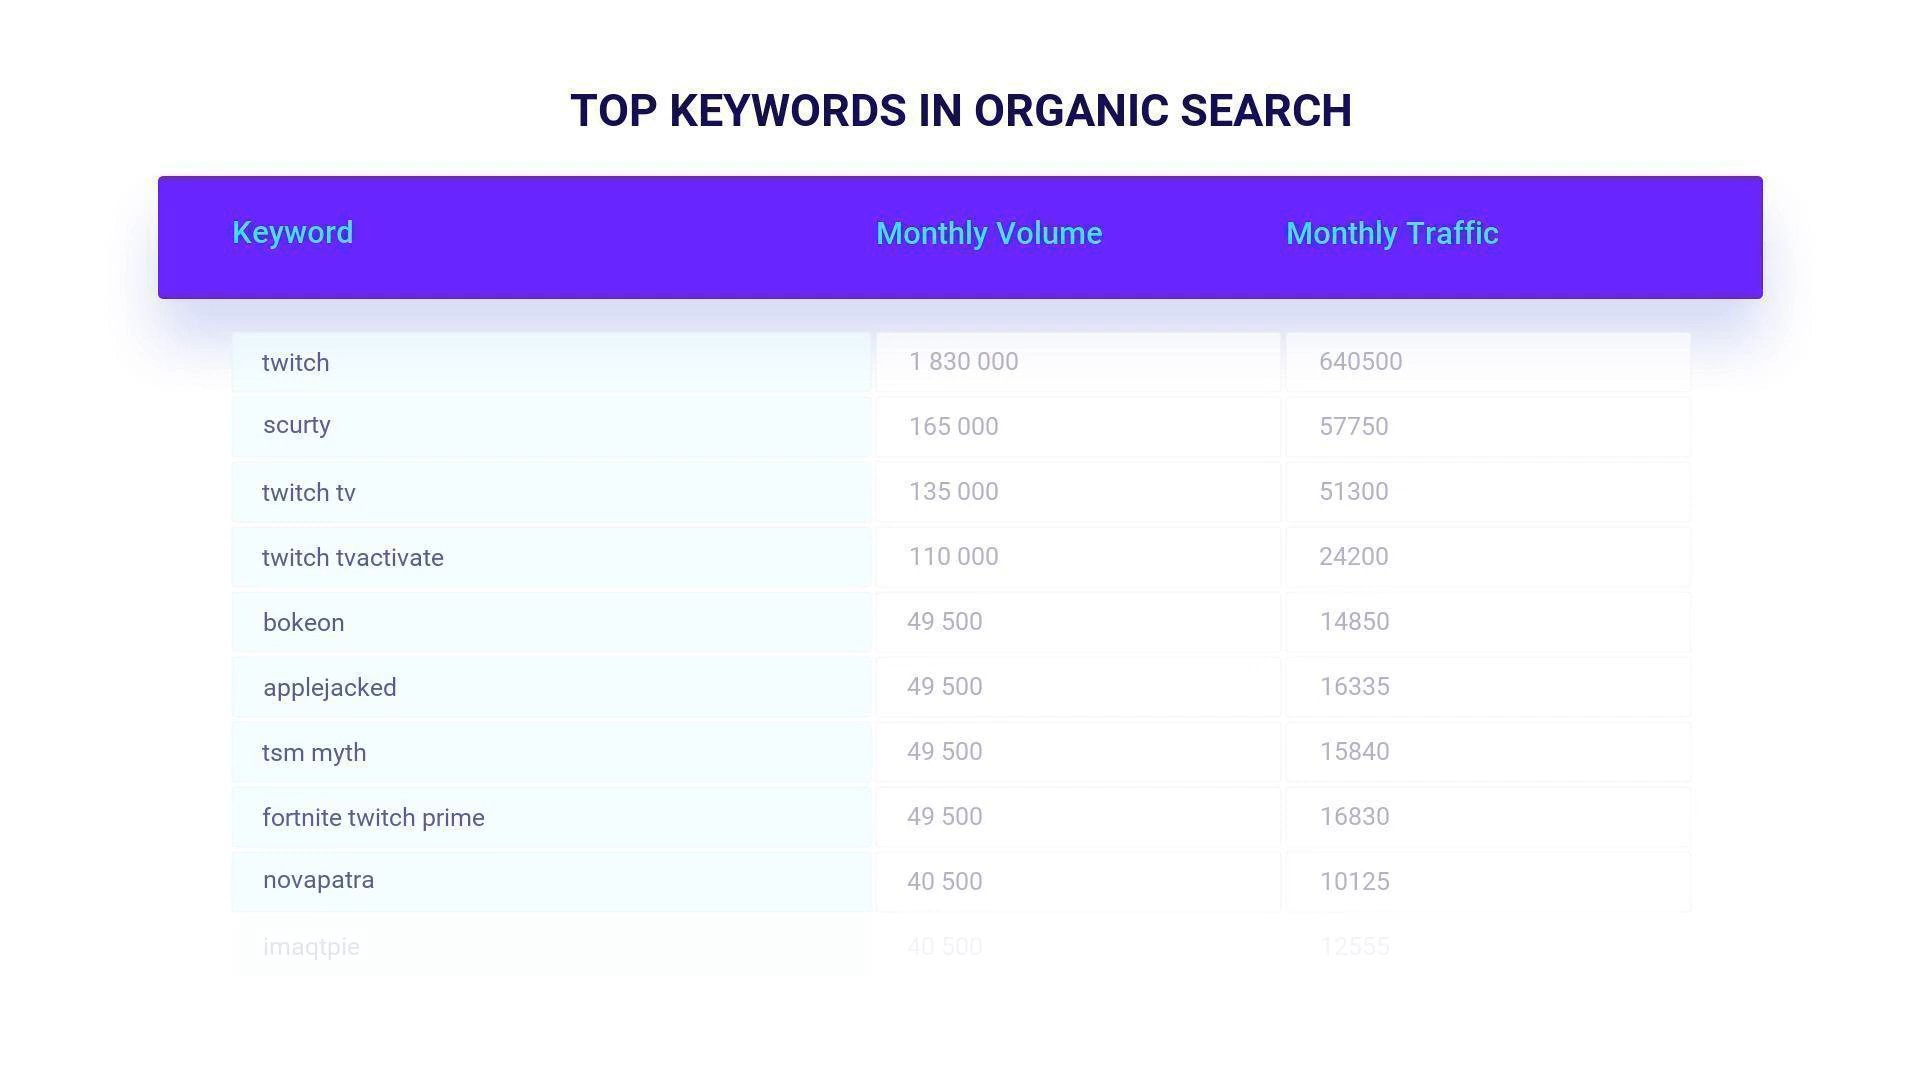 TOP KEYWORDS IN ORGANIC SEARCH
Keyword Monthly Volume Monthly Traffic
twitch 1 830 000 640500
scurty 165 000 57750
twitch tv 135 000 51300
twitch tvactivate 110 000 24200
bokeon 49 500 14850
applejacked 49 500 16335
tsm myth 49 500 15840
fortnite twitch prime 49 500 16830
novapatra 40 500 10125
imaqtpie 40 500 12555